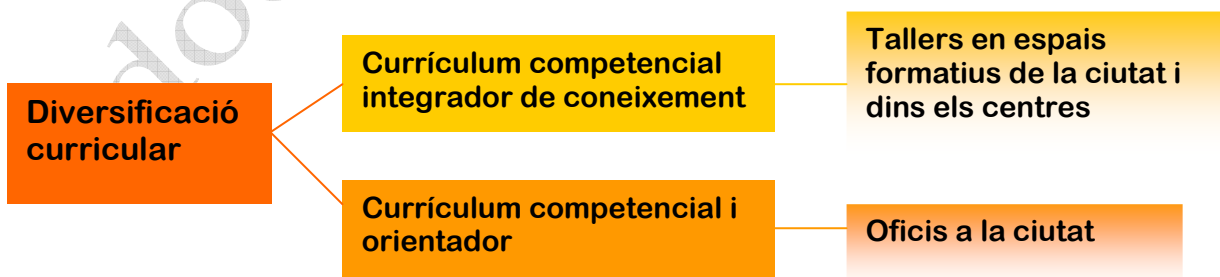 Diversificació
curricular
Currículum competencial
integrador de coneixement
Tallers en espais
formatius de la ciutat i
dins els centres
Currículum competencial i
orientador
Oficis a la ciutat